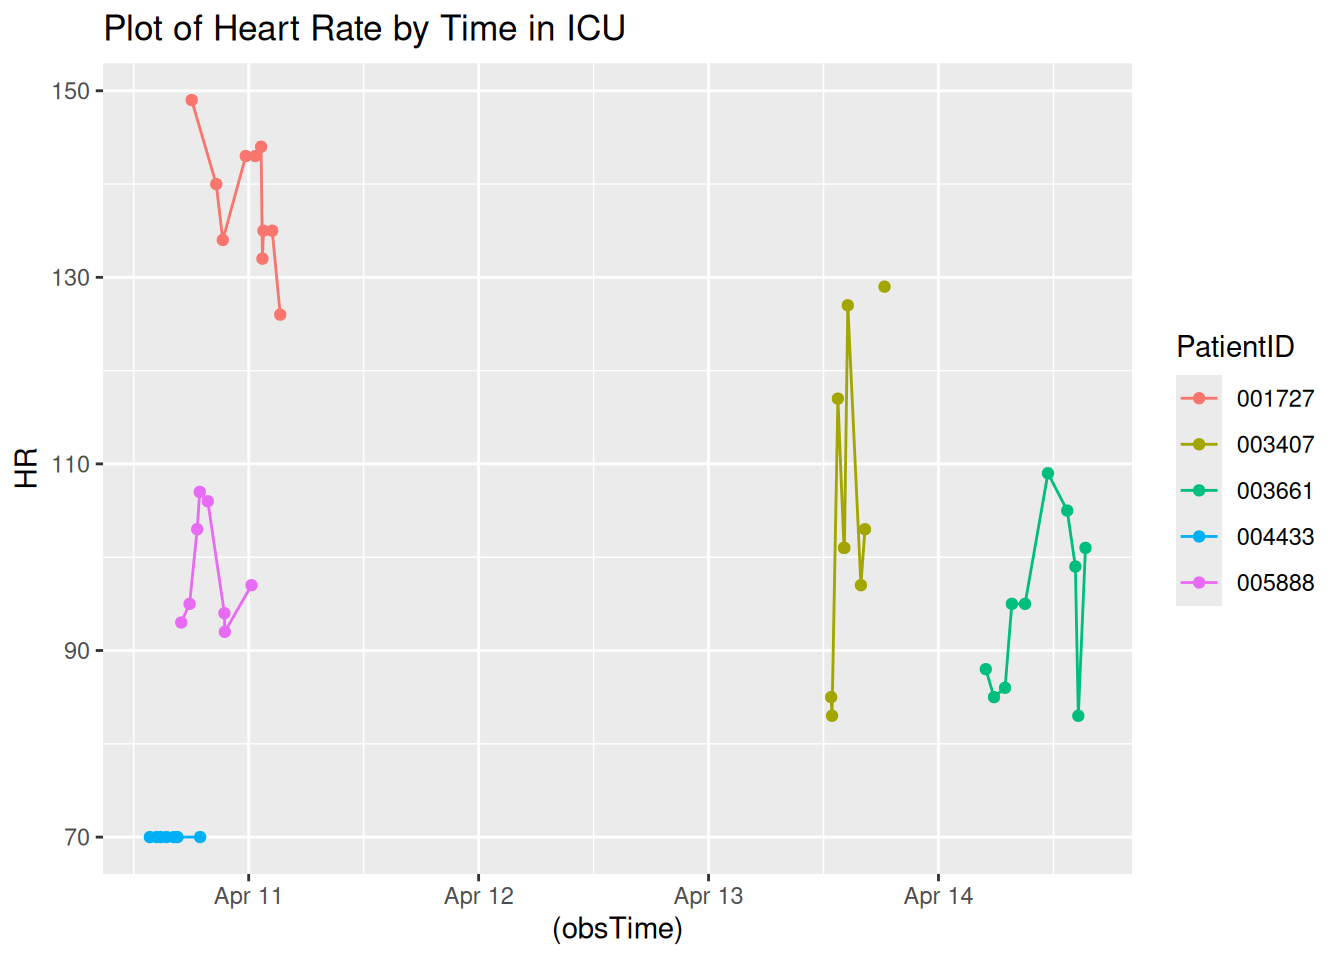 Plot of Heart Rate by Time in ICU
150
130
110
90
70
HR
Apr 11
Apr 12
Apr 13
Apr 14
(obsTime)
PatientID
001727
003407
003661
004433
005888